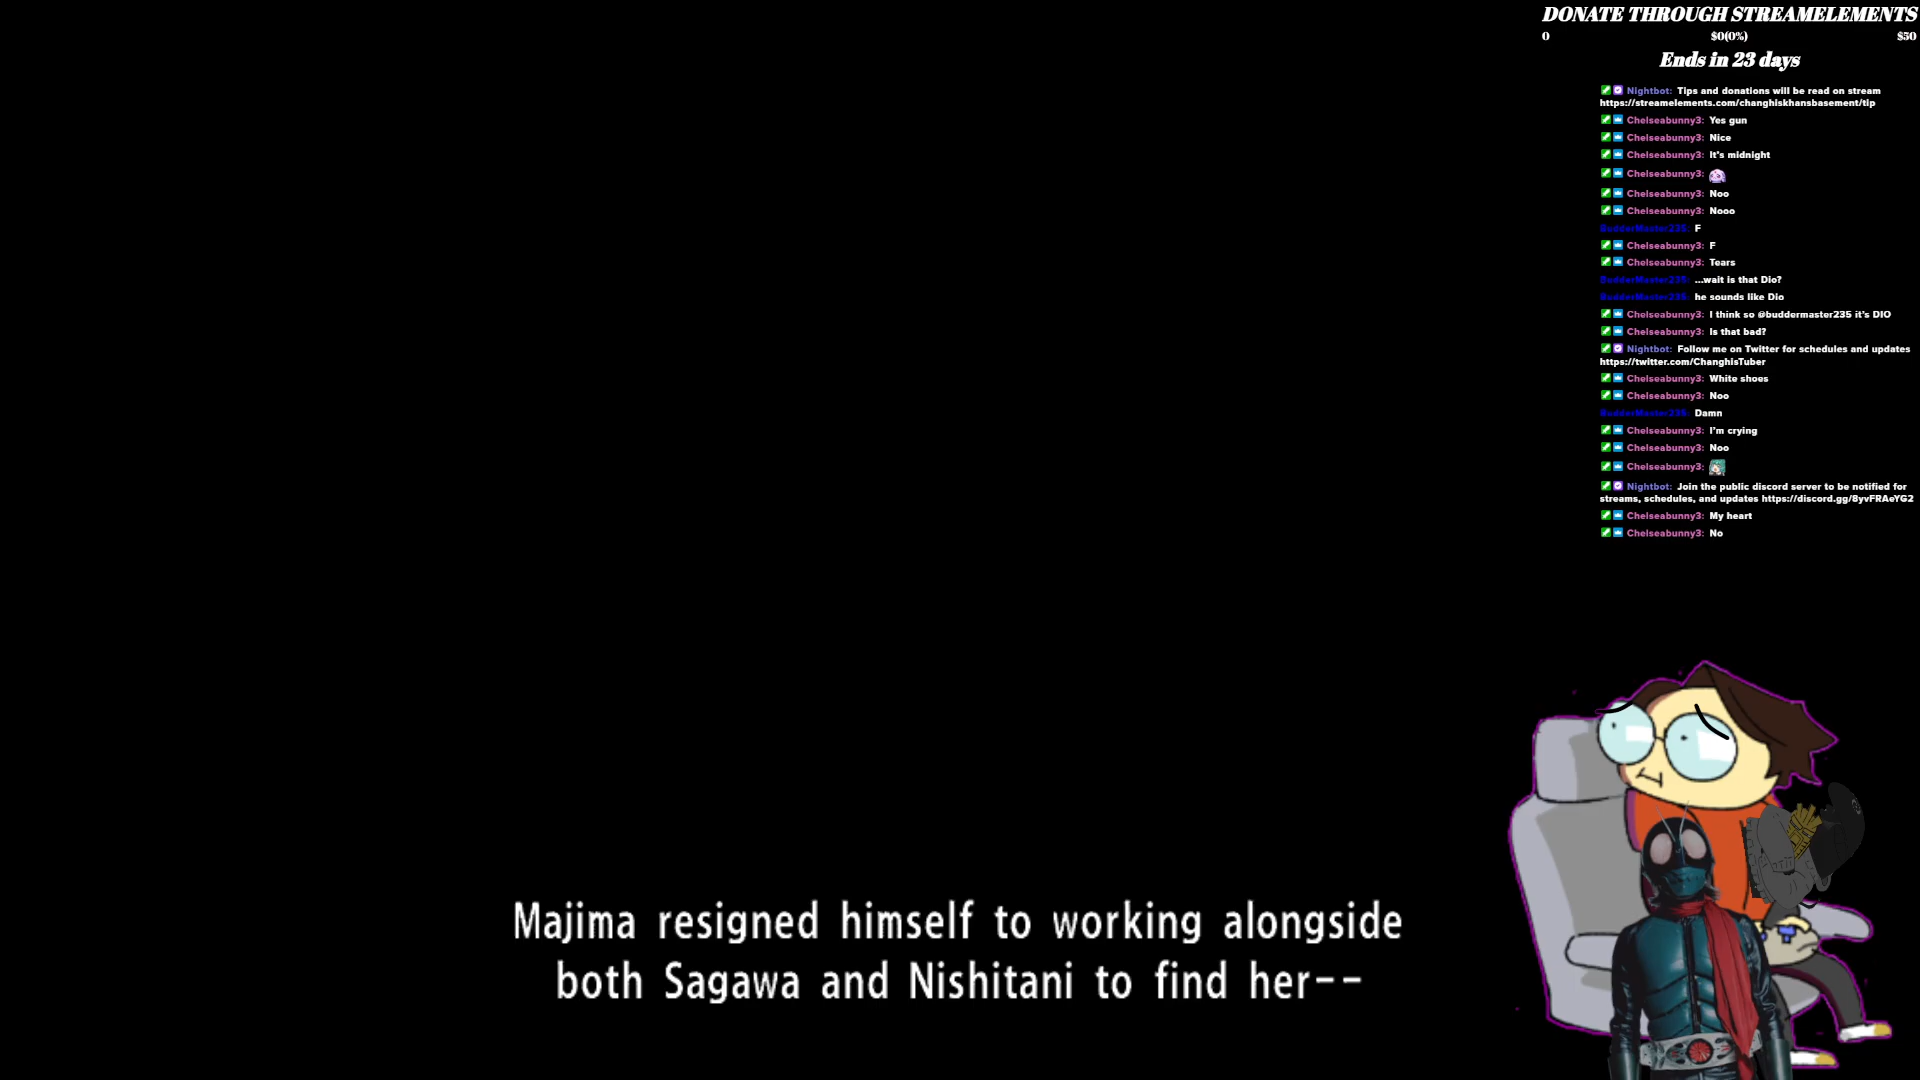 DONATE THROUGH STREAMELEMENTS
0 $0(0%) $50
Ends in 23 days
Nightbot: Tips and donations will be read on stream
https://streamelements.com/changhiskhansbasement/tip
Chelseabunny3: Yes gun
Chelseabunny3: Nice
Chelseabunny3: It's midnight
Chelseabunny3:
Chelseabunny3: Noo
Chelseabunny3: Nooo
BudderMaster235: F
Chelseabunny3: F
Chelseabunny3: Tears
BudderMaster235: ...wait is that Dio?
BudderMaster235: he sounds like Dio
Chelseabunny3: I think so @buddermaster235 it's DIO
Chelseabunny3: Is that bad?
Nightbot: Follow me on Twitter for schedules and updates
https://twitter.com/ChanghisTuber
Chelseabunny3: White shoes
Chelseabunny3: Noo
BudderMaster235: Damn
Chelseabunny3: I'm crying
Chelseabunny3: Noo
Chelseabunny3:
Nightbot: Join the public discord server to be notified for
streams, schedules, and updates https://discord.gg/8yvFRAeYG2
Chelseabunny3: My heart
Chelseabunny3: No
Majima resigned himself to working alongside
both Sagawa and Nishitani to find her--